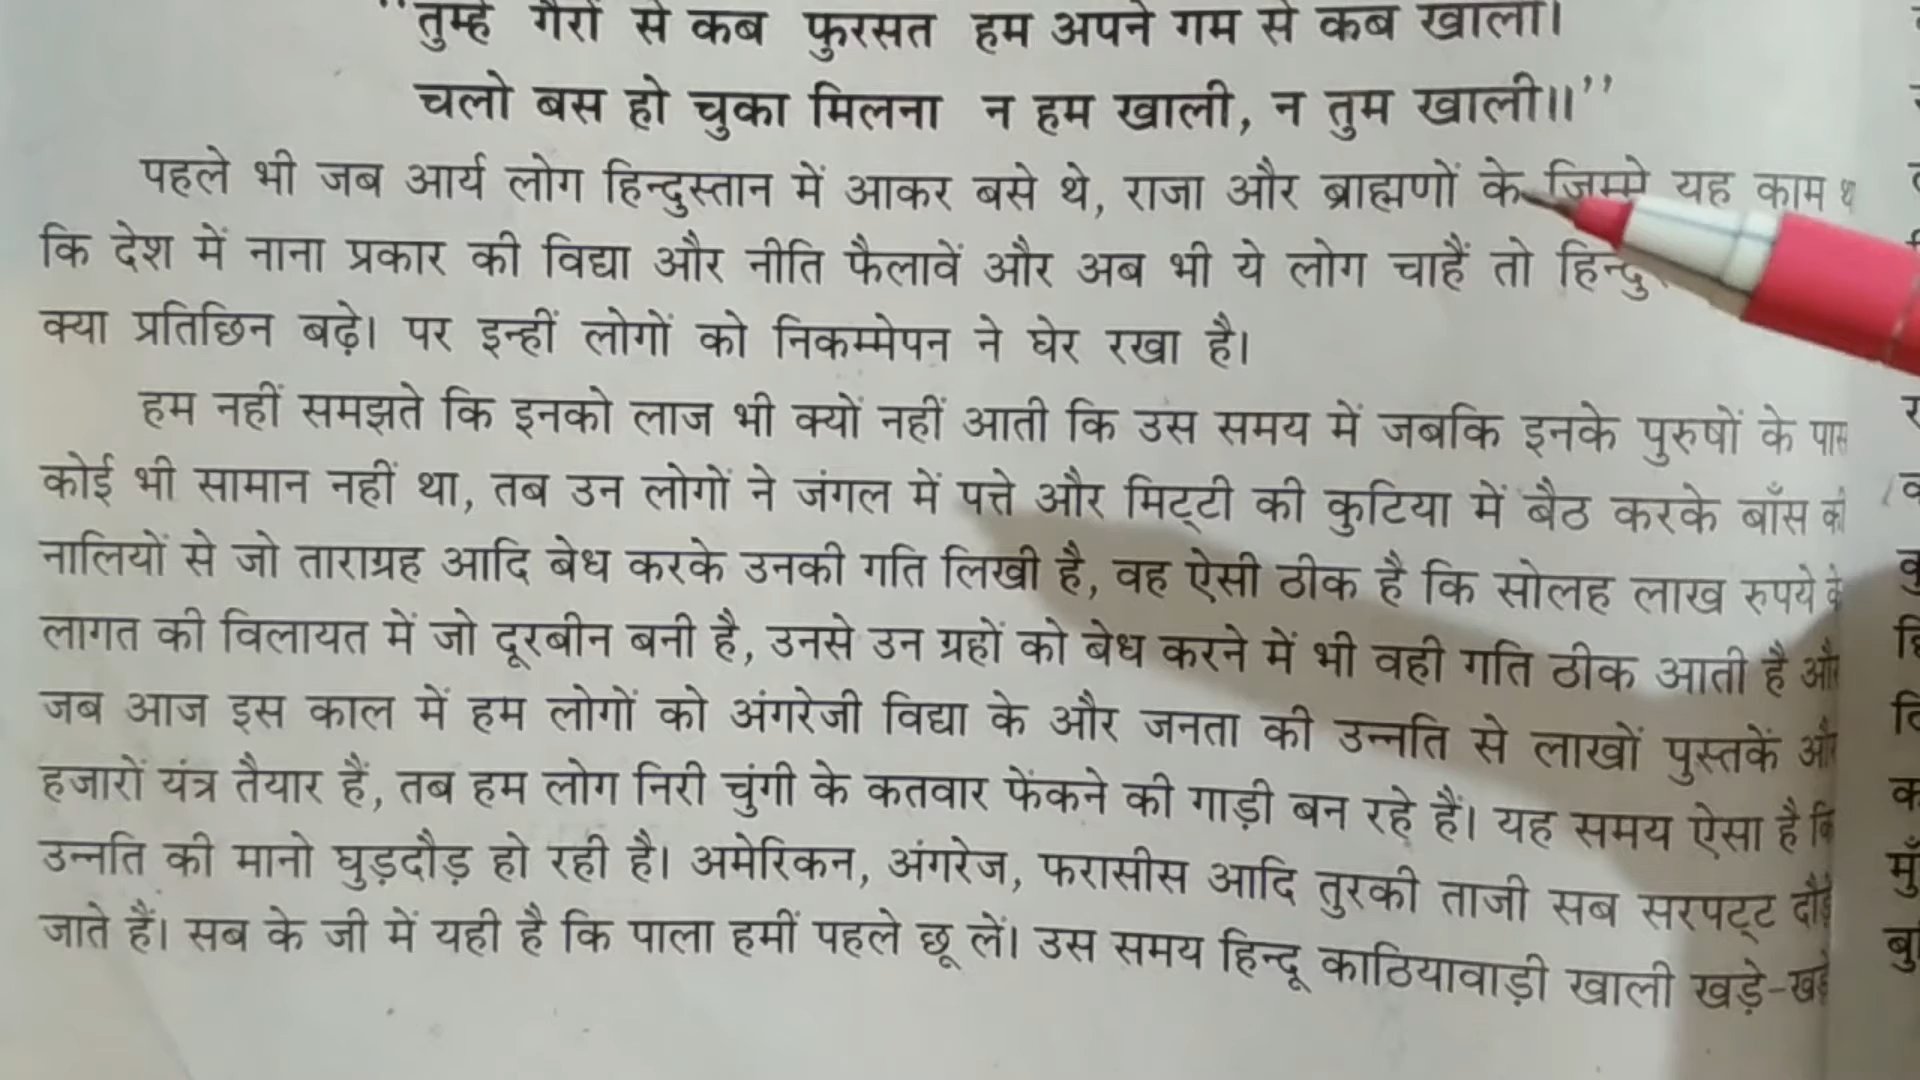 "तुम्हें गैरों से कब फुरसत हम अपने गम से कब खाली।
चलो बस हो चुका मिलना न हम खाली, न तुम खाली।।"
पहले भी जब आर्य लोग हिन्दुस्तान में आकर बसे थे, राजा और ब्राह्मणों के जिम्मे यह काम
कि देश में नाना प्रकार की विद्या और नीति फैलावें और अब भी ये लोग चाहैं तो
क्या प्रतिछिन बढ़े। पर इन्हीं लोगों को निकम्मेपन ने घेर रखा है।
हम नहीं समझते कि इनको लाज भी क्यों नहीं आती कि उस समय में जबकि इनके पुरुषों के पास
कोई भी सामान नहीं था, तब उन लोगों ने जंगल में पत्ते और मिट्टी की कुटिया में बैठ करके बाँस की
नालियों से जो ताराग्रह आदि बेध करके उनकी गति लिखी है, वह ऐसी ठीक है कि सोलह लाख रुपये के
लागत की विलायत में जो दूरबीन बनी है, उनसे उन ग्रहों को बेध करने में भी वही गति ठीक आती है और
जब आज इस काल में हम लोगों को अंगरेजी विद्या के और जनता की उन्नति से लाखों पुस्तकें और
हजारों यंत्र तैयार हैं, तब हम लोग निरी चुंगी के कतवार फेंकने की गाड़ी बन रहे हैं। यह समय ऐसा है कि
उन्नति की मानो घुड़दौड़ हो रही है। अमेरिकन, अंगरेज, फरासीस आदि तुरकी ताजी सब सरपट्ट दौड़े
जाते हैं। सब के जी में यही है कि पाला हमीं पहले छू लें। उस समय हिन्दू काठियावाड़ी खाली खड़े-खड़े